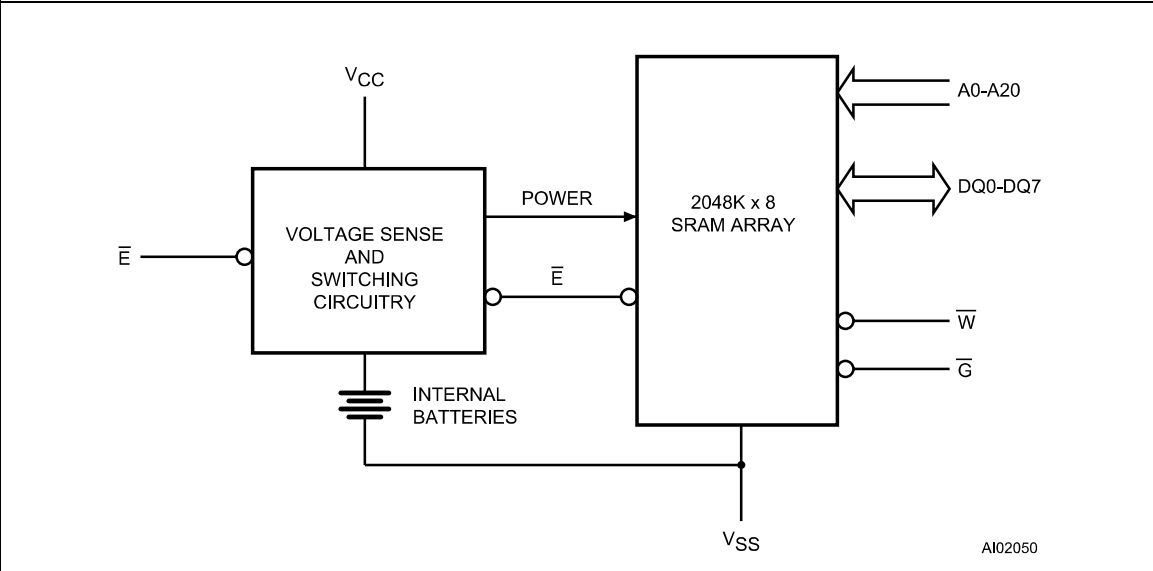 VCC
A0-A20
DQ0-DQ7
POWER
2048K x 8
SRAM ARRAY
VOLTAGE SENSE
AND
SWITCHING
CIRCUITRY
E̅
E̅
W̅
G̅
INTERNAL
BATTERIES
VSS
AI02050